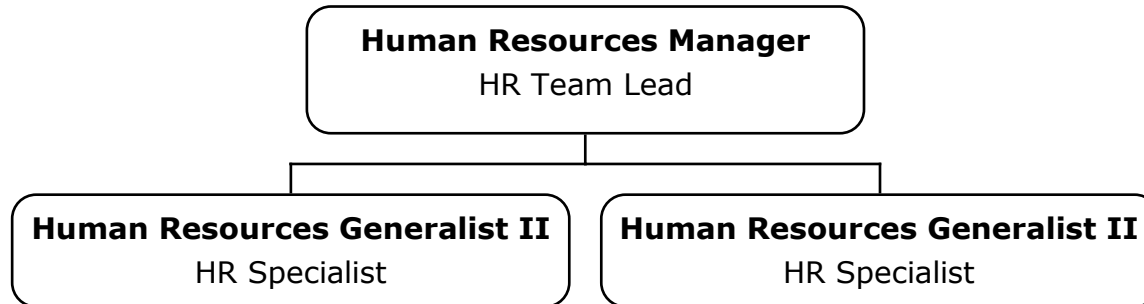 Human Resources Manager
HR Team Lead
Human Resources Generalist II
HR Specialist
Human Resources Generalist II
HR Specialist